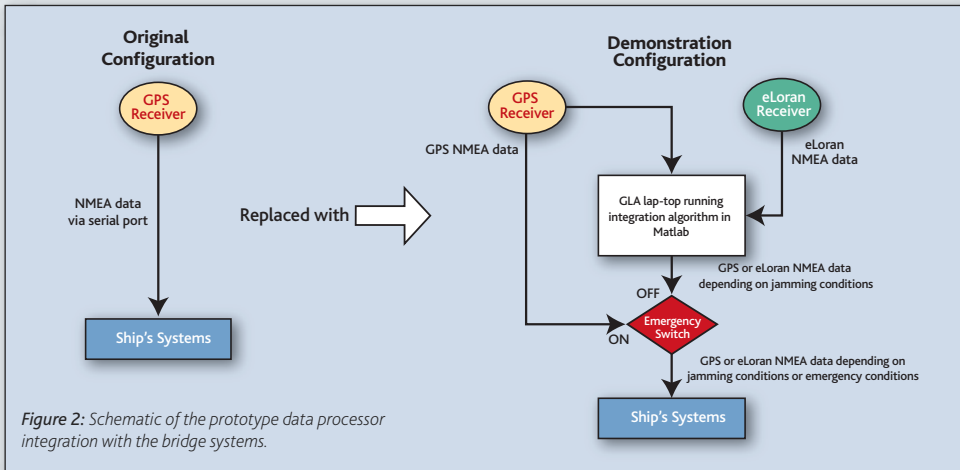 Original
Configuration
GPS
Receiver
NMEA data
via serial port
Ship's Systems
Replaced with
Demonstration
Configuration
GPS
Receiver
eLoran
Receiver
GPS NMEA data
eLoran
NMEA data
GLA lap-top running
integration algorithm in
Matlab
GPS or eLoran NMEA data
depending on jamming conditions
OFF
Emergency
Switch
ON
GPS or eLoran NMEA data depending on
jamming conditions or emergency conditions
Ship's Systems
Figure 2: Schematic of the prototype data processor
integration with the bridge systems.